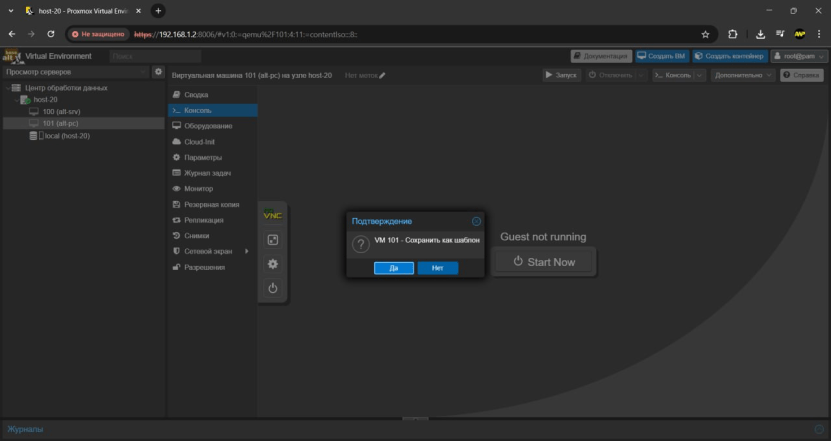 host-20 - Proxmox Virtual Envir
Не защищено https://192.168.1.2:8006/#v1:0:=qemu%2F101:4:11:=contentIso::8::
alt Virtual Environment Поиск Документация Создать ВМ Создать контейнер root@pam
Просмотр серверов
Виртуальная машина 101 (alt-pc) на узле host-20 Нет меток Запуск Отключить Консоль Дополнительно Справка
Центр обработки данных
host-20
100 (alt-srv)
101 (alt-pc)
local (host-20)
Сводка
Консоль
Оборудование
Cloud-Init
Параметры
Журнал задач
Монитор
Резервная копия
Репликация
Снимки
Сетевой экран
Разрешения
VNC
Подтверждение
VM 101 - Сохранить как шаблон
Да Нет
Guest not running
Start Now
Журналы